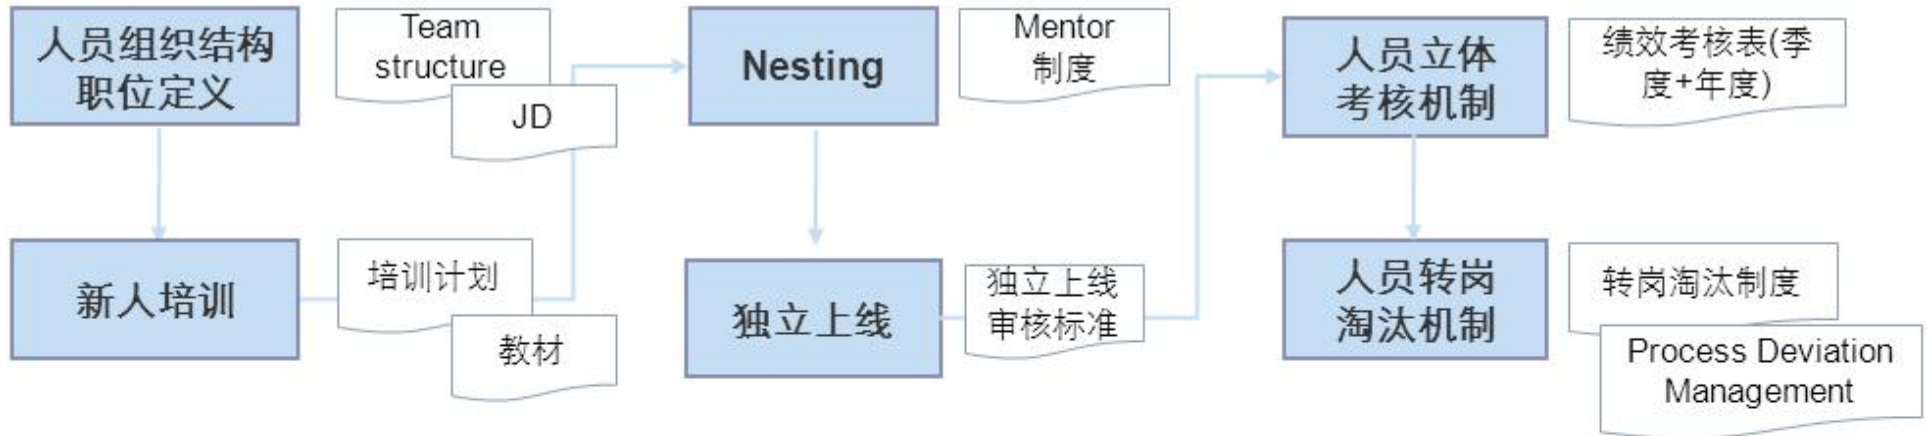 人员组织结构
职位定义
Team
structure
JD
新人培训
培训计划
教材
Nesting
Mentor
制度
独立上线
独立上线
审核标准
人员立体
考核机制
绩效考核表(季
度+年度)
人员转岗
淘汰机制
转岗淘汰制度
Process Deviation
Management